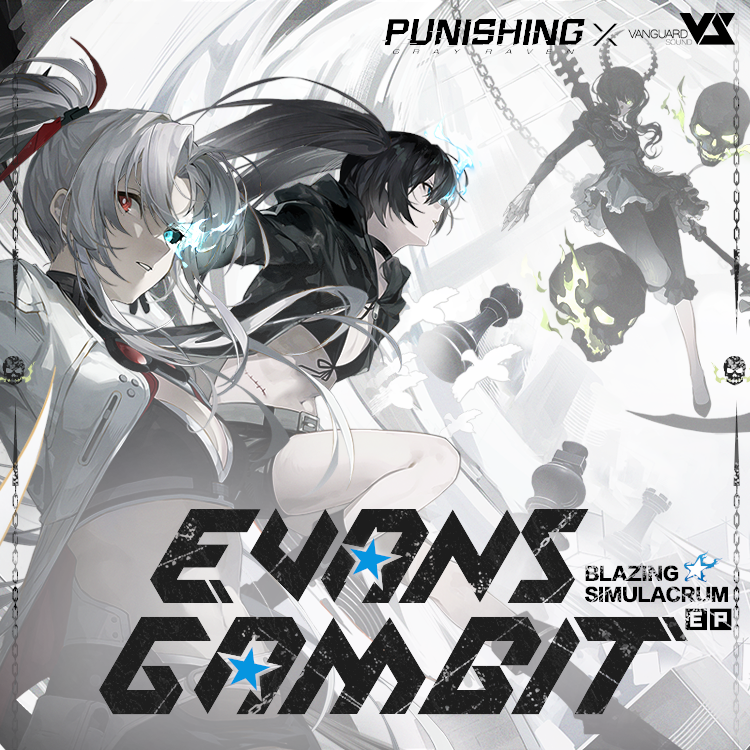 PUNISHING
GRAY RAVEN
X
VANGUARD
SOUND
VS
EVANS
GAMBIT
BLAZING
SIMULACRUM
EP